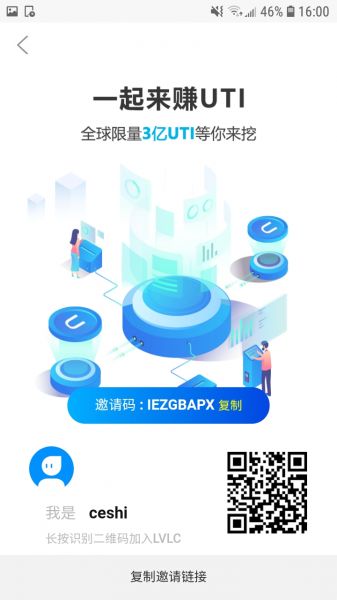 46% 16:00
一起来赚UTI
全球限量3亿UTI等你来挖
邀请码 : IEZGBAPX 复制
我是 ceshi
长按识别二维码加入LVLC
复制邀请链接